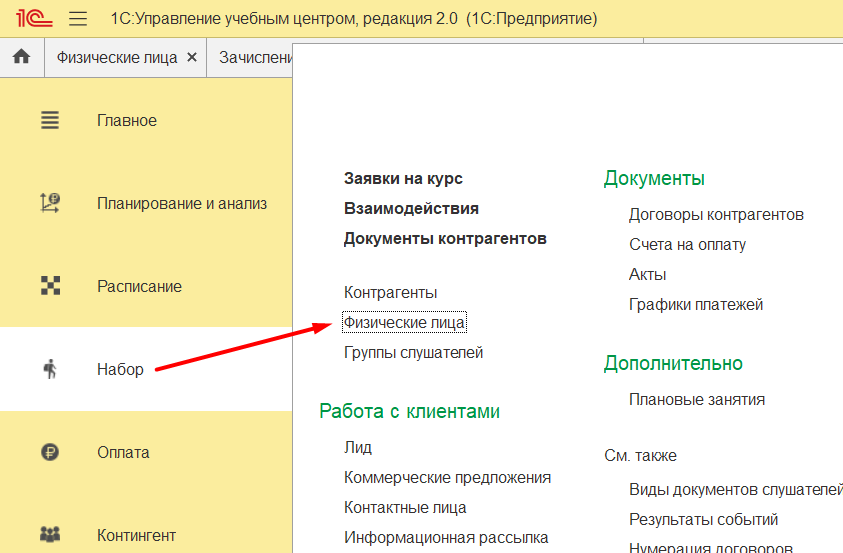 1С:Управление учебным центром, редакция 2.0 (1С:Предприятие)
Физические лица
Главное
Планирование и анализ
Расписание
Набор
Оплата
Контингент
Заявки на курс
Взаимодействия
Документы контрагентов
Контрагенты
Физические лица
Группы слушателей
Работа с клиентами
Лид
Коммерческие предложения
Контактные лица
Информационная рассылка
Документы
Договоры контрагентов
Счета на оплату
Акты
Графики платежей
Дополнительно
Плановые занятия
См. также
Виды документов слушателей
Результаты событий
Нумерация договоров